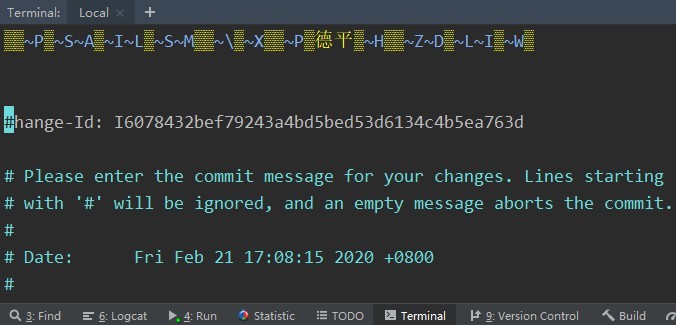 Terminal: Local × +
▒▒~P▒~S▒~A▒~I▒~L▒~S▒~M▒▒~\▒~X▒~P▒德平▒~H▒▒~Z▒~D▒~L▒~I▒~W▒
#hange-Id: I6078432bef79243a4bd5bed53d6134c4b5ea763d
# Please enter the commit message for your changes. Lines starting
# with '#' will be ignored, and an empty message aborts the commit.
#
# Date: Fri Feb 21 17:08:15 2020 +0800
#
3: Find 6: Logcat 4: Run Statistic TODO Terminal 9: Version Control Build